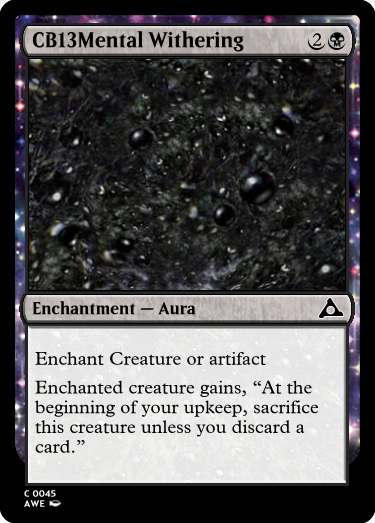 CB13Mental Withering 2
Enchantment — Aura
Enchant Creature or artifact
Enchanted creature gains, “At the
beginning of your upkeep, sacrifice
this creature unless you discard a
card.”
C 0045
AWE